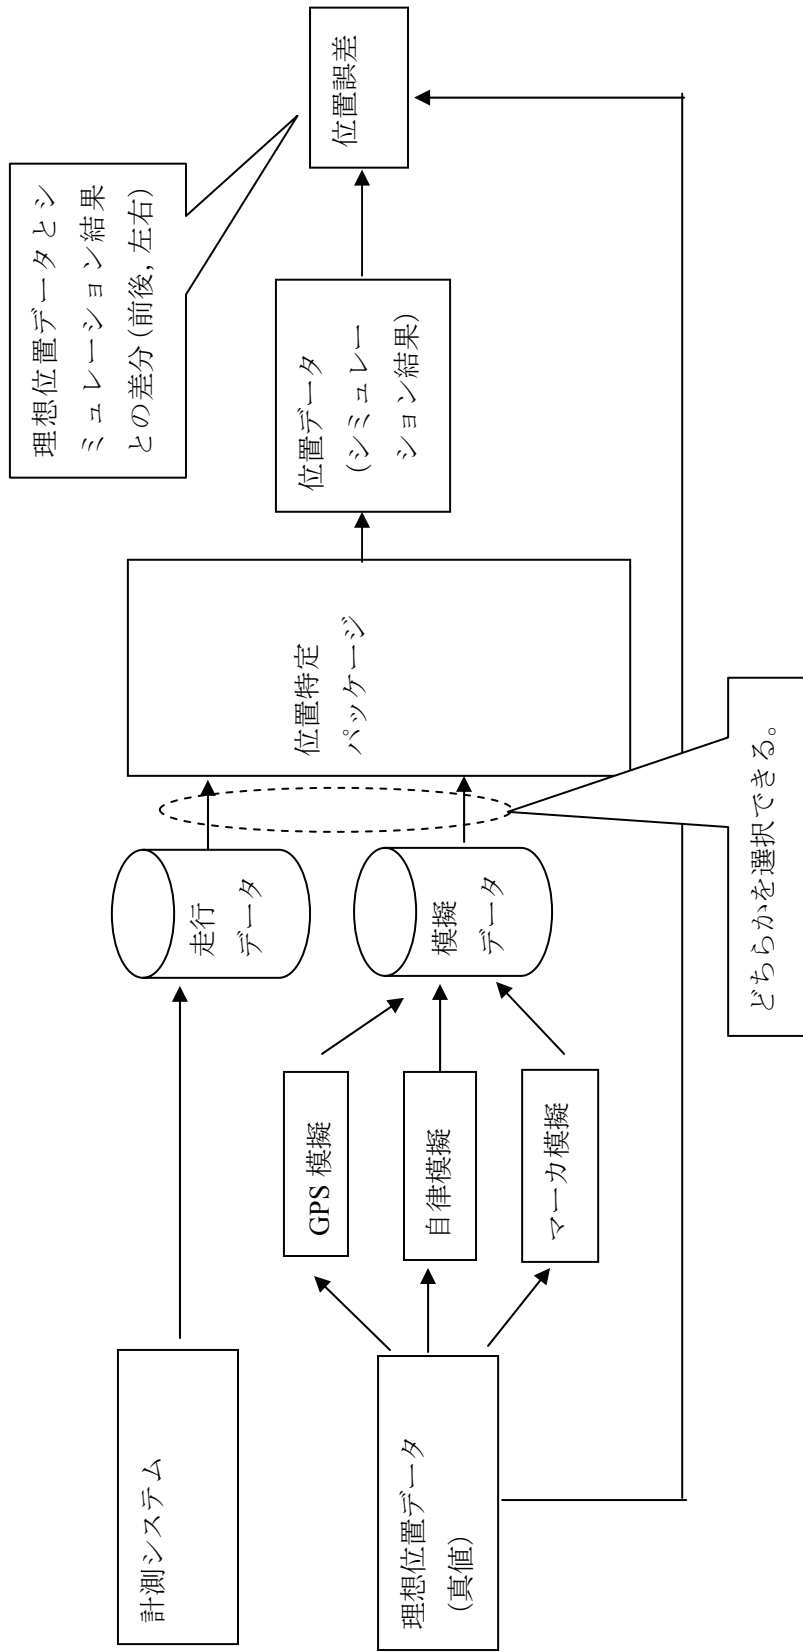 計測システム
理想位置データ
(真値)
GPS 模擬
自律模擬
マーカ模擬
走行
データ
模擬
データ
どちらかを選択できる。
位置特定
パッケージ
位置データ
(シミュレー
ション結果)
理想位置データとシ
ミュレーション結果
との差分(前後, 左右)
位置誤差